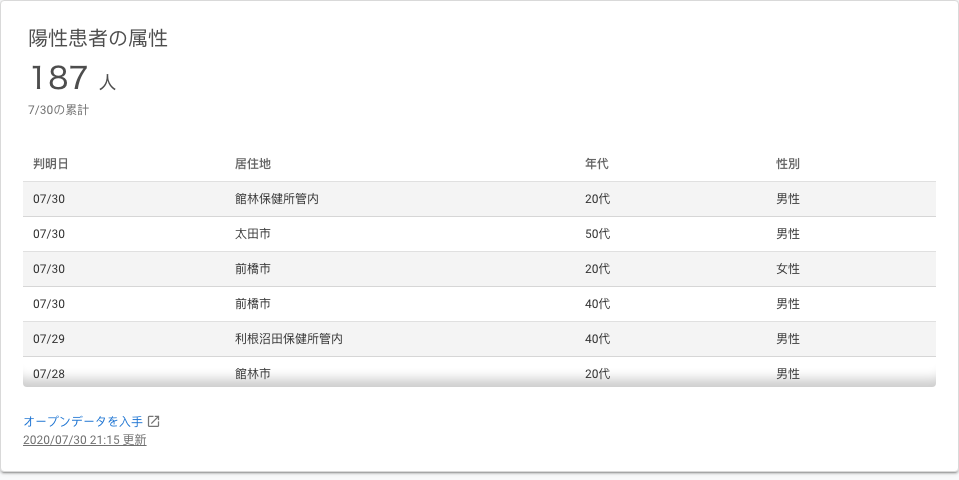 陽性患者の属性
187 人
7/30の累計
判明日 居住地 年代 性別
07/30 館林保健所管内 20代 男性
07/30 太田市 50代 男性
07/30 前橋市 20代 女性
07/30 前橋市 40代 男性
07/29 利根沼田保健所管内 40代 男性
07/28 館林市 20代 男性
オープンデータを入手
2020/07/30 21:15 更新